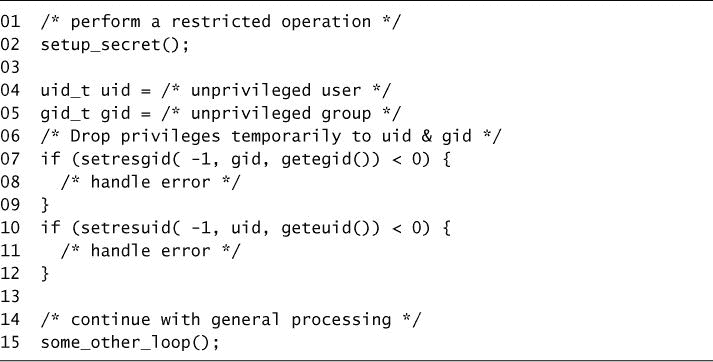 01 /* perform a restricted operation */
02 setup_secret();
03
04 uid_t uid = /* unprivileged user */
05 gid_t gid = /* unprivileged group */
06 /* Drop privileges temporarily to uid & gid */
07 if (setresgid( -1, gid, getegid()) < 0) {
08   /* handle error */
09 }
10 if (setresuid( -1, uid, geteuid()) < 0) {
11   /* handle error */
12 }
13
14 /* continue with general processing */
15 some_other_loop();